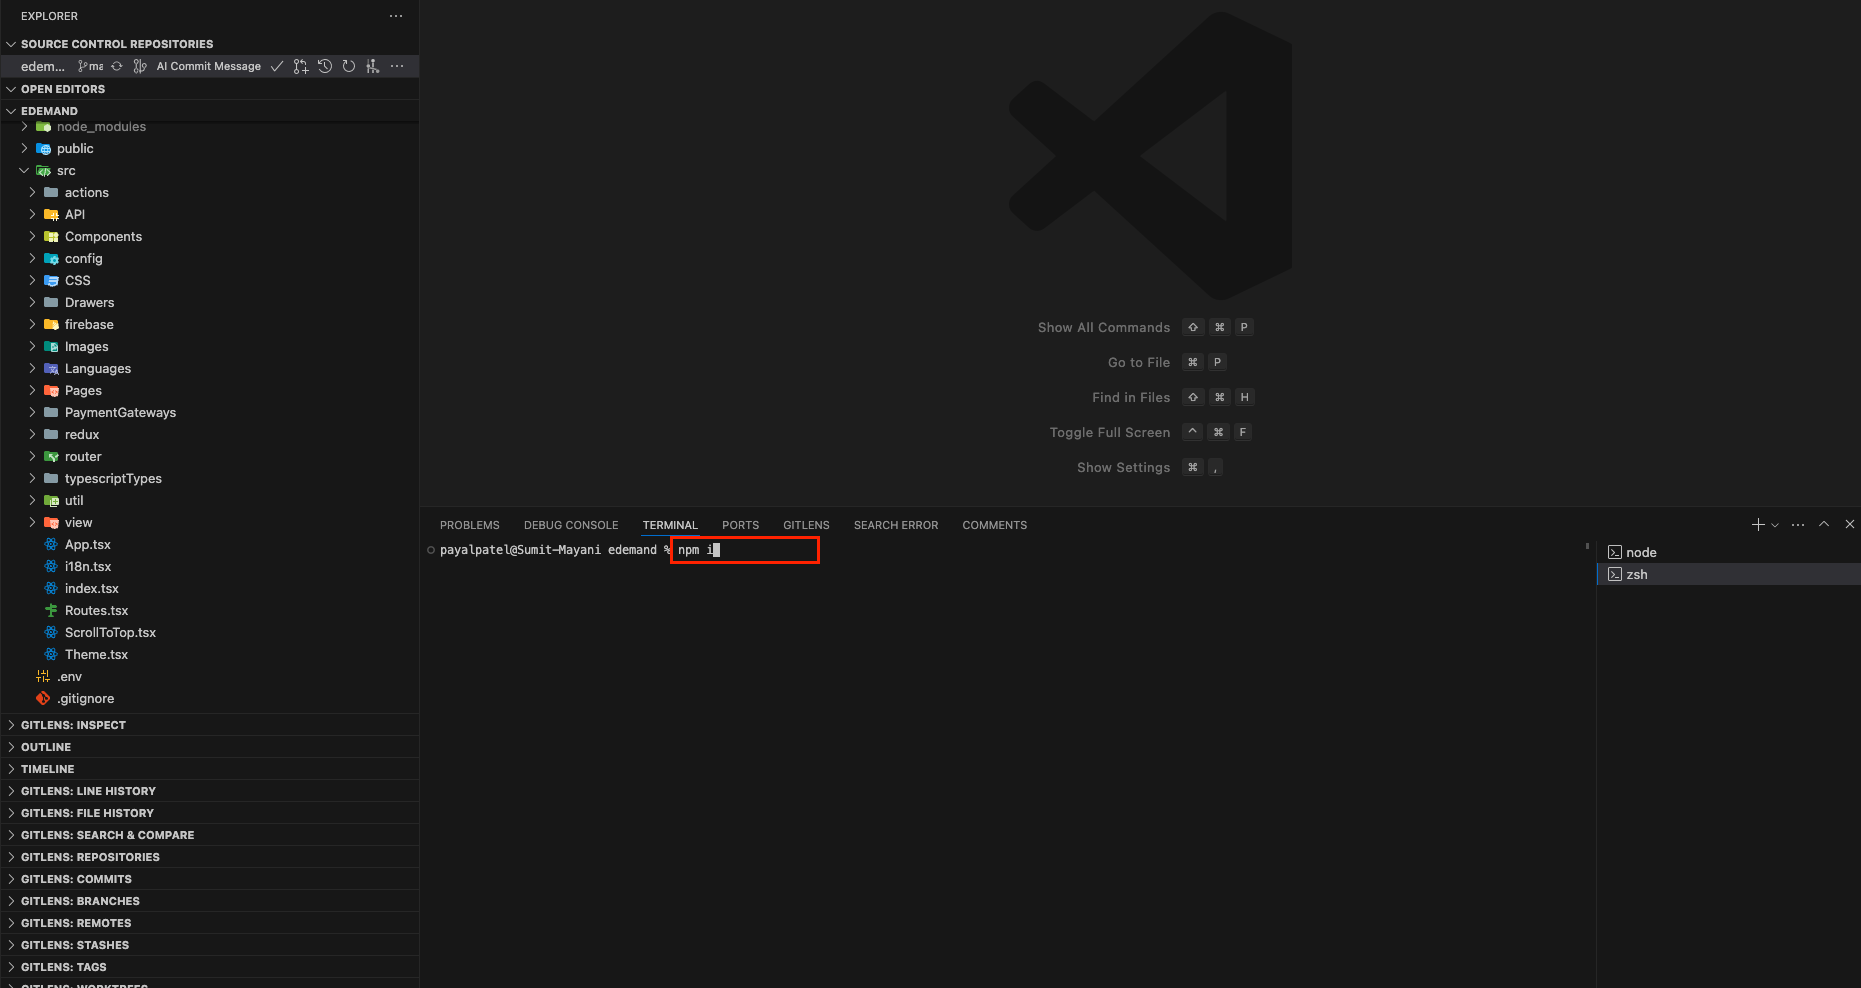 EXPLORER
SOURCE CONTROL REPOSITORIES
edem... ma AI Commit Message
OPEN EDITORS
EDEMAND
node_modules
public
src
actions
API
Components
config
CSS
Drawers
firebase
Images
Languages
Pages
PaymentGateways
redux
router
typescriptTypes
util
view
App.tsx
i18n.tsx
index.tsx
Routes.tsx
ScrollToTop.tsx
Theme.tsx
.env
.gitignore
GITLENS: INSPECT
OUTLINE
TIMELINE
GITLENS: LINE HISTORY
GITLENS: FILE HISTORY
GITLENS: SEARCH & COMPARE
GITLENS: REPOSITORIES
GITLENS: COMMITS
GITLENS: BRANCHES
GITLENS: REMOTES
GITLENS: STASHES
GITLENS: TAGS
GITLENS: WORKTREES
Show All Commands ⇧ ⌘ P
Go to File ⌘ P
Find in Files ⇧ ⌘ H
Toggle Full Screen ^ ⌘ F
Show Settings ⌘ ,
PROBLEMS DEBUG CONSOLE TERMINAL PORTS GITLENS SEARCH ERROR COMMENTS
payalpatel@Sumit-Mayani edemand % npm i
node
zsh